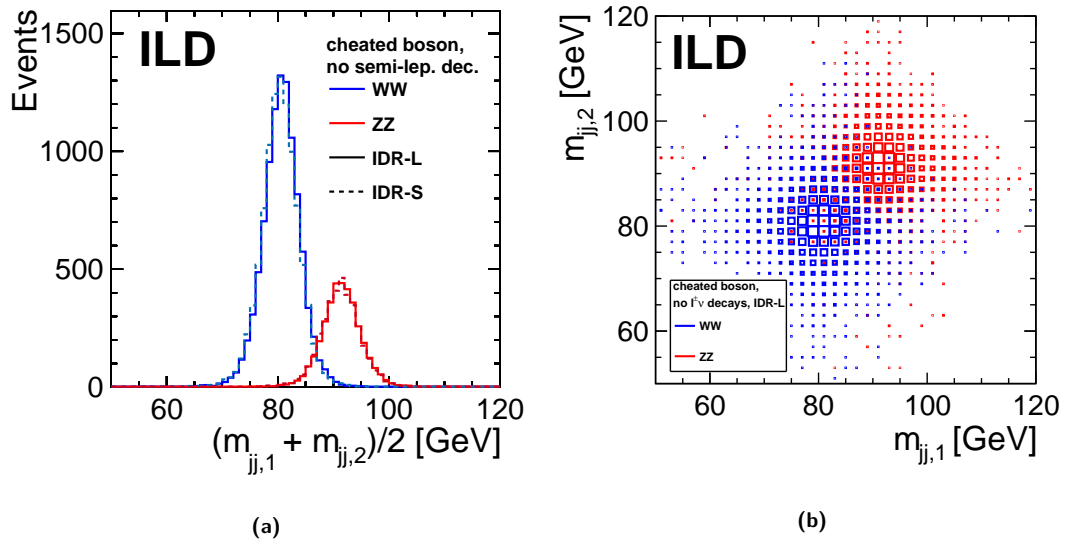 ILD
Events
1500
1000
500
0
cheated boson,
no semi-lep. dec.
WW
ZZ
IDR-L
IDR-S
60 80 100 120
(m_jj,1 + m_jj,2)/2 [GeV]
(a)
ILD
m_jj,2 [GeV]
120
100
80
60
cheated boson,
no l±ν decays, IDR-L
WW
ZZ
60 80 100 120
m_jj,1 [GeV]
(b)